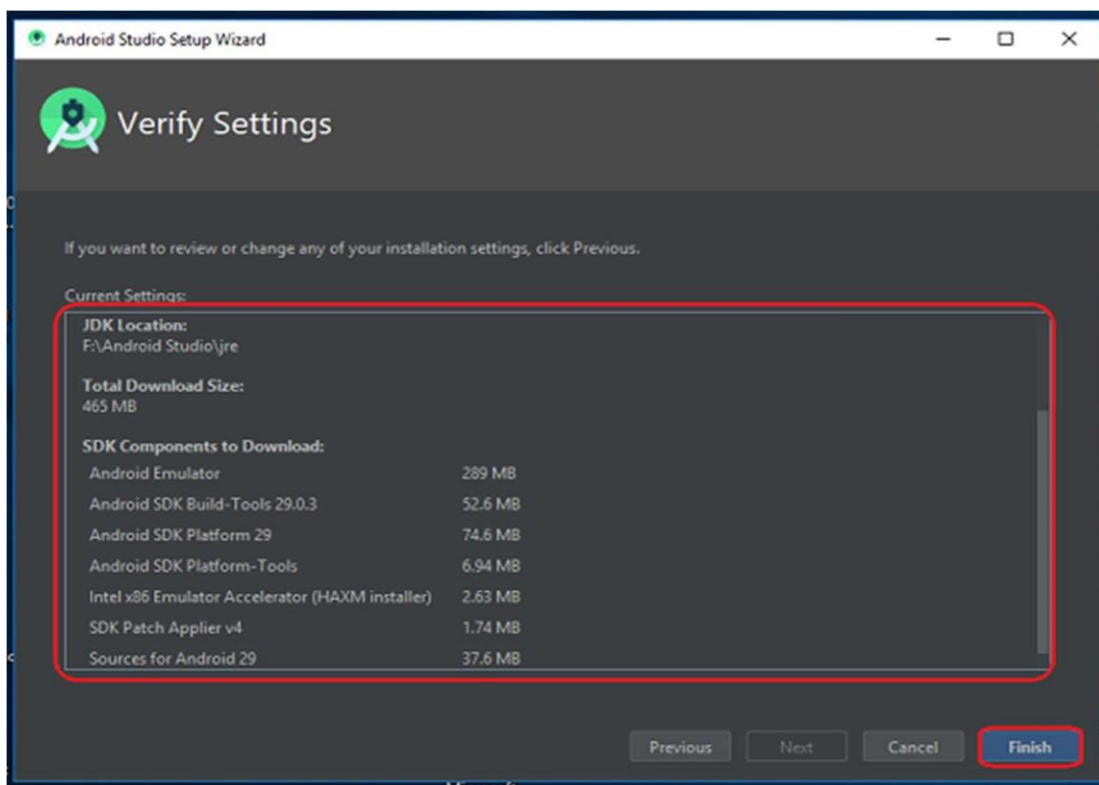 Android Studio Setup Wizard
Verify Settings
If you want to review or change any of your installation settings, click Previous.
Current Settings:
JDK Location:
F:\Android Studio\jre
Total Download Size:
465 MB
SDK Components to Download:
Android Emulator 289 MB
Android SDK Build-Tools 29.0.3 52.6 MB
Android SDK Platform 29 74.6 MB
Android SDK Platform-Tools 6.94 MB
Intel x86 Emulator Accelerator (HAXM installer) 2.63 MB
SDK Patch Applier v4 1.74 MB
Sources for Android 29 37.6 MB
Previous Next Cancel Finish